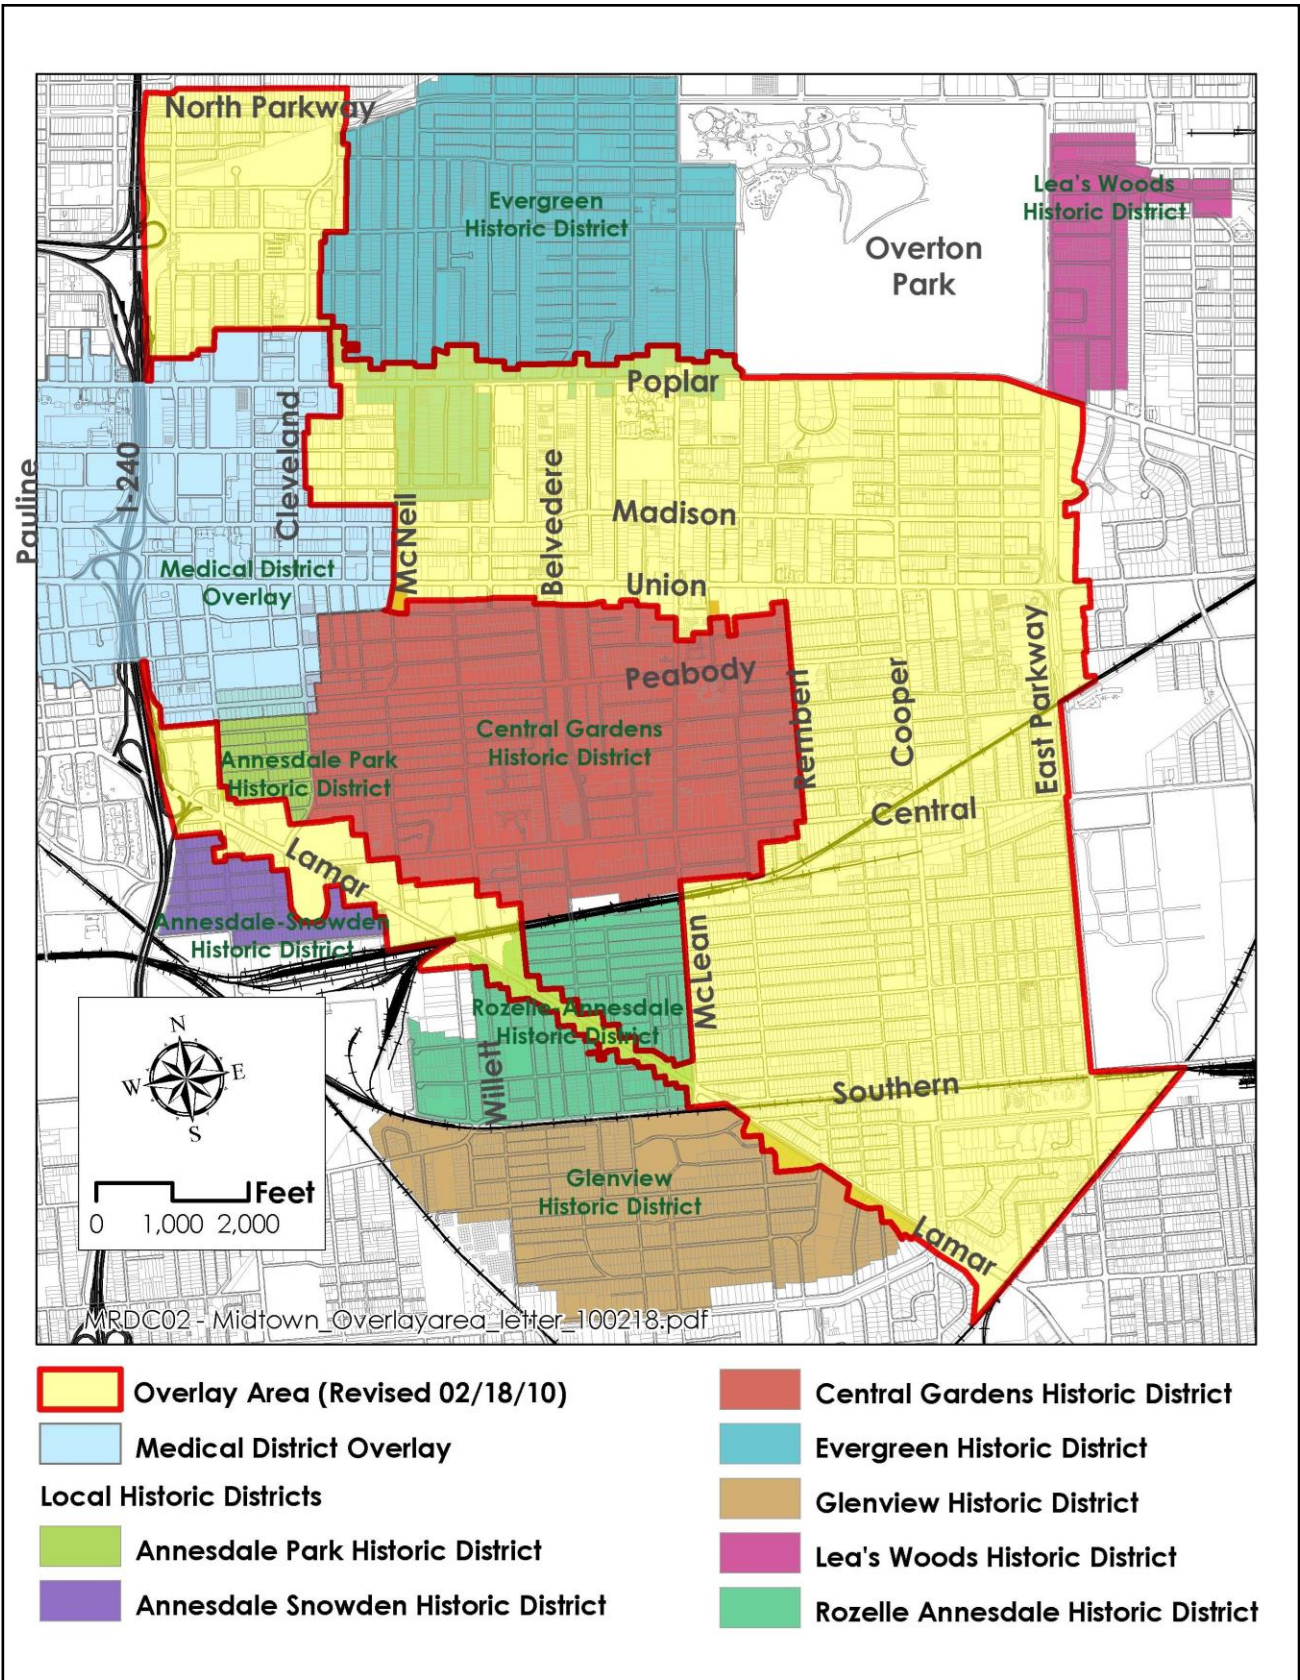 North Parkway
Evergreen
Historic District
Lea's Woods
Historic District
Overton
Park
Poplar
Cleveland
I-240
Pauline
McNeil
Belvedere
Madison
Union
Medical District
Overlay
Peabody
Rembert
Cooper
East Parkway
Central Gardens
Historic District
Annesdale Park
Historic District
Central
Lamar
Annesdale-Snowden
Historic District
McLean
Rozelle-Annesdale
Historic District
Willett
Southern
Glenview
Historic District
Lamar
N
W
E
S
Feet
0 1,000 2,000
MRDC02 - Midtown_Overlayarea_letter_100218.pdf
Overlay Area (Revised 02/18/10)
Medical District Overlay
Local Historic Districts
Annesdale Park Historic District
Annesdale Snowden Historic District
Central Gardens Historic District
Evergreen Historic District
Glenview Historic District
Lea's Woods Historic District
Rozelle Annesdale Historic District